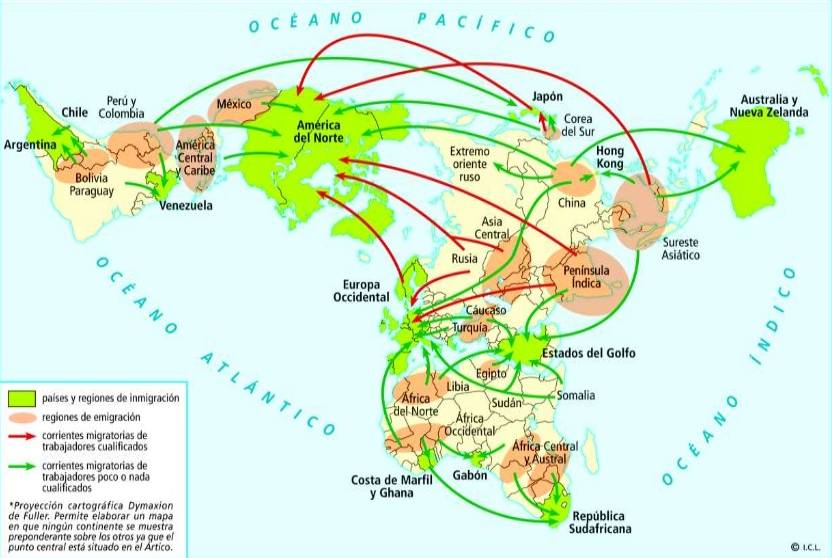 OCÉANO PACÍFICO
Perú y
Colombia
México
Japón
Australia y
Nueva Zelanda
Chile
Argentina
América
del Norte
Corea
del Sur
América
Central
y Caribe
Extremo
oriente
ruso
Hong
Kong
Bolivia
Paraguay
Venezuela
China
Asia
Central
Sureste
Asiático
Rusia
Península
Índica
Europa
Occidental
Cáucaso
Turquía
Estados del Golfo
OCÉANO ATLÁNTICO
OCÉANO ÍNDICO
Egipto
Libia
África
del Norte
Sudán
Somalia
África
Occidental
África Central
y Austral
Costa de Marfil
y Ghana
Gabón
República
Sudafricana
países y regiones de inmigración
regiones de emigración
corrientes migratorias de
trabajadores cualificados
corrientes migratorias de
trabajadores poco o nada
cualificados
*Proyección cartográfica Dymaxion
de Fuller. Permite elaborar un mapa
en que ningún continente se muestra
preponderante sobre los otros ya que el
punto central está situado en el Ártico.
© I.C.L.